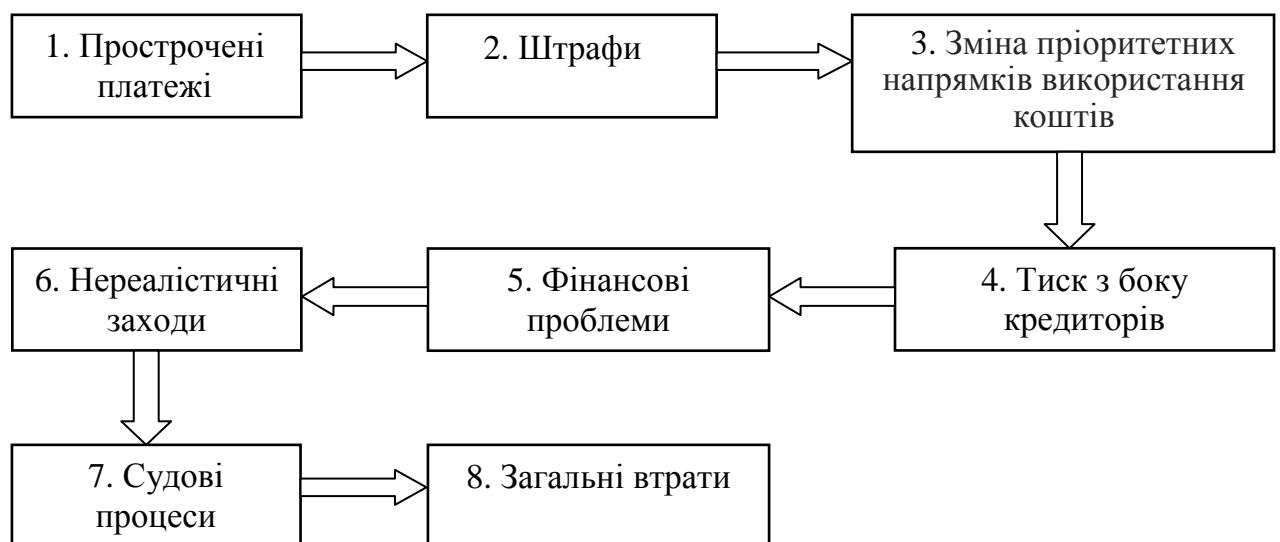 1. Прострочені
платежі
2. Штрафи
3. Зміна пріоритетних
напрямків використання
коштів
4. Тиск з боку
кредиторів
5. Фінансові
проблеми
6. Нереалістичні
заходи
7. Судові
процеси
8. Загальні втрати